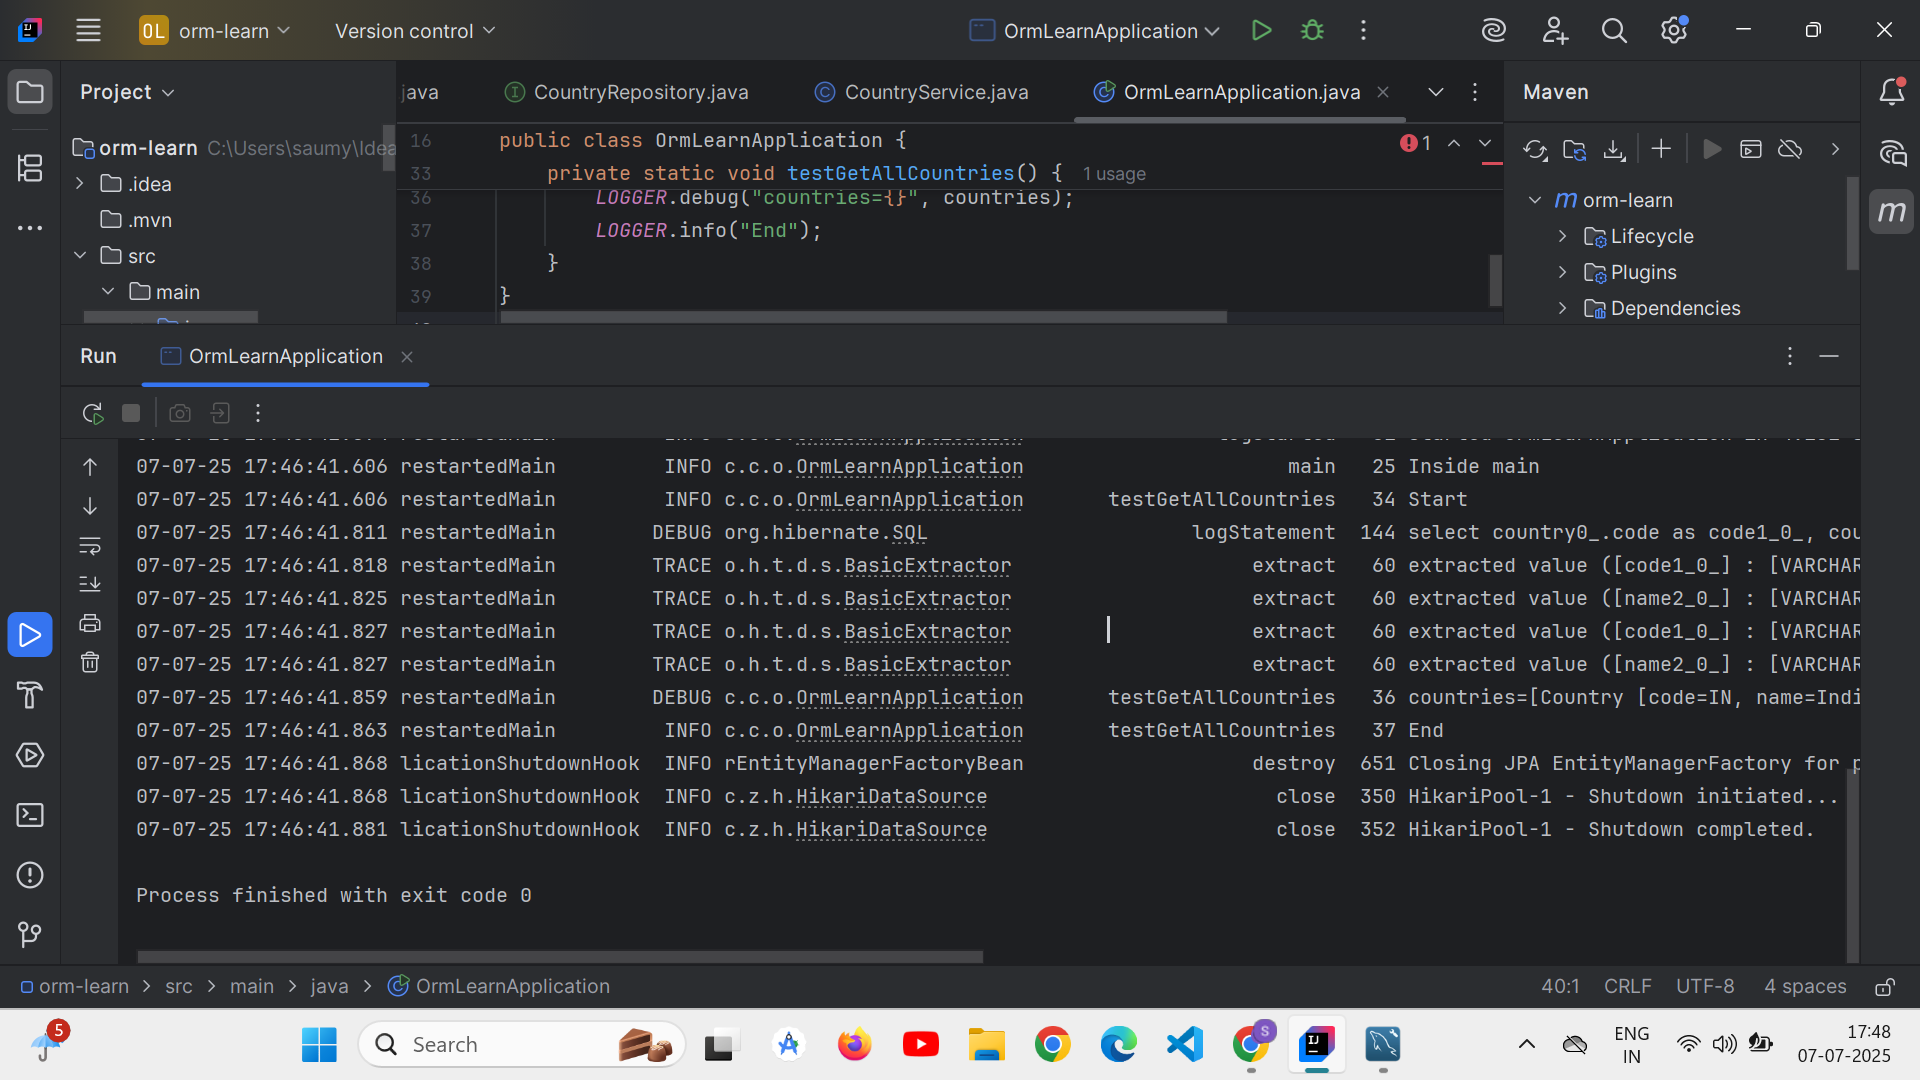 OL orm-learn Version control OrmLearnApplication
Project
java CountryRepository.java CountryService.java OrmLearnApplication.java
Maven
orm-learn C:\Users\saumy\Idea
.idea
.mvn
src
main
16 public class OrmLearnApplication { 1
33 private static void testGetAllCountries() { 1 usage
36 LOGGER.debug("countries={}", countries);
37 LOGGER.info("End");
38 }
39 }
orm-learn
Lifecycle
Plugins
Dependencies
Run OrmLearnApplication
07-07-25 17:46:41.606 restartedMain INFO c.c.o.OrmLearnApplication main 25 Inside main
07-07-25 17:46:41.606 restartedMain INFO c.c.o.OrmLearnApplication testGetAllCountries 34 Start
07-07-25 17:46:41.811 restartedMain DEBUG org.hibernate.SQL logStatement 144 select country0_.code as code1_0_, cou
07-07-25 17:46:41.818 restartedMain TRACE o.h.t.d.s.BasicExtractor extract 60 extracted value ([code1_0_] : [VARCHAR
07-07-25 17:46:41.825 restartedMain TRACE o.h.t.d.s.BasicExtractor extract 60 extracted value ([name2_0_] : [VARCHAR
07-07-25 17:46:41.827 restartedMain TRACE o.h.t.d.s.BasicExtractor extract 60 extracted value ([code1_0_] : [VARCHAR
07-07-25 17:46:41.827 restartedMain TRACE o.h.t.d.s.BasicExtractor extract 60 extracted value ([name2_0_] : [VARCHAR
07-07-25 17:46:41.859 restartedMain DEBUG c.c.o.OrmLearnApplication testGetAllCountries 36 countries=[Country [code=IN, name=Indi
07-07-25 17:46:41.863 restartedMain INFO c.c.o.OrmLearnApplication testGetAllCountries 37 End
07-07-25 17:46:41.868 licationShutdownHook INFO rEntityManagerFactoryBean destroy 651 Closing JPA EntityManagerFactory for p
07-07-25 17:46:41.868 licationShutdownHook INFO c.z.h.HikariDataSource close 350 HikariPool-1 - Shutdown initiated...
07-07-25 17:46:41.881 licationShutdownHook INFO c.z.h.HikariDataSource close 352 HikariPool-1 - Shutdown completed.
Process finished with exit code 0
orm-learn > src > main > java > OrmLearnApplication 40:1 CRLF UTF-8 4 spaces
5 Search S ENG 17:48
IN 07-07-2025